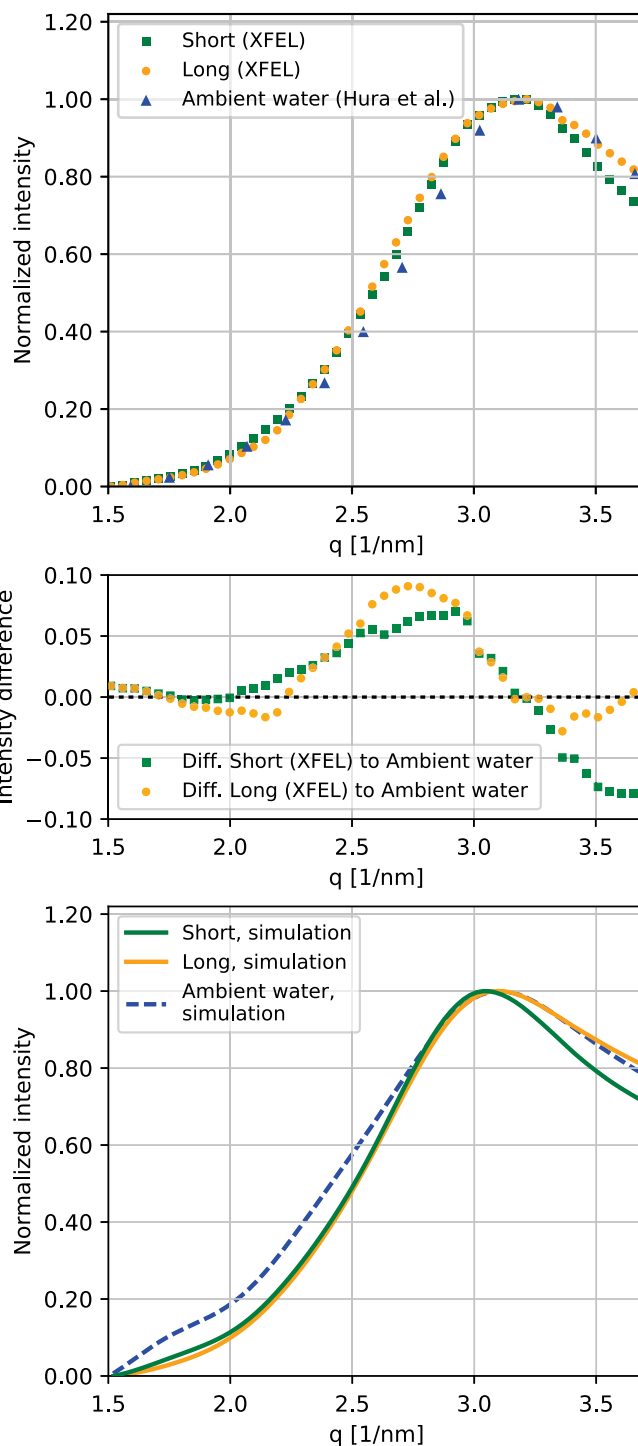 1.20
1.00
0.80
0.60
0.40
0.20
0.00
Normalized intensity
Short (XFEL)
Long (XFEL)
Ambient water (Hura et al.)
1.5 2.0 2.5 3.0 3.5
q [1/nm]
0.10
0.05
0.00
−0.05
−0.10
Intensity difference
Diff. Short (XFEL) to Ambient water
Diff. Long (XFEL) to Ambient water
1.5 2.0 2.5 3.0 3.5
q [1/nm]
1.20
1.00
0.80
0.60
0.40
0.20
0.00
Normalized intensity
Short, simulation
Long, simulation
Ambient water,
simulation
1.5 2.0 2.5 3.0 3.5
q [1/nm]